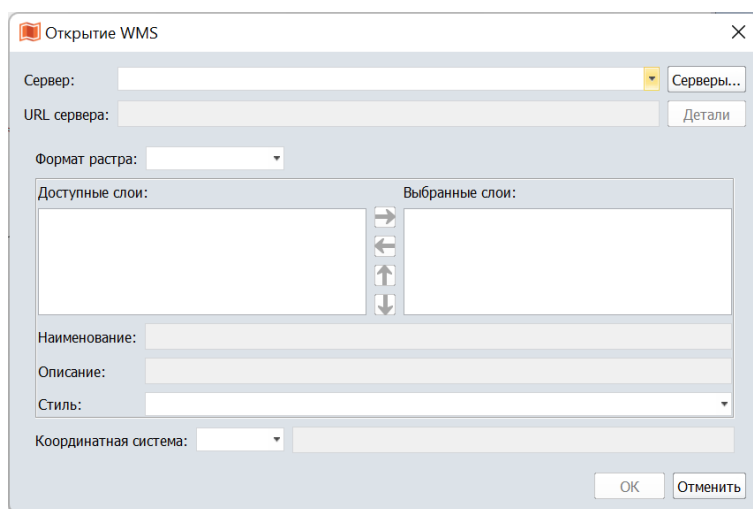 Открытие WMS
Сервер: Серверы...
URL сервера: Детали
Формат растра:
Доступные слои: Выбранные слои:
Наименование:
Описание:
Стиль:
Координатная система:
OK Отменить